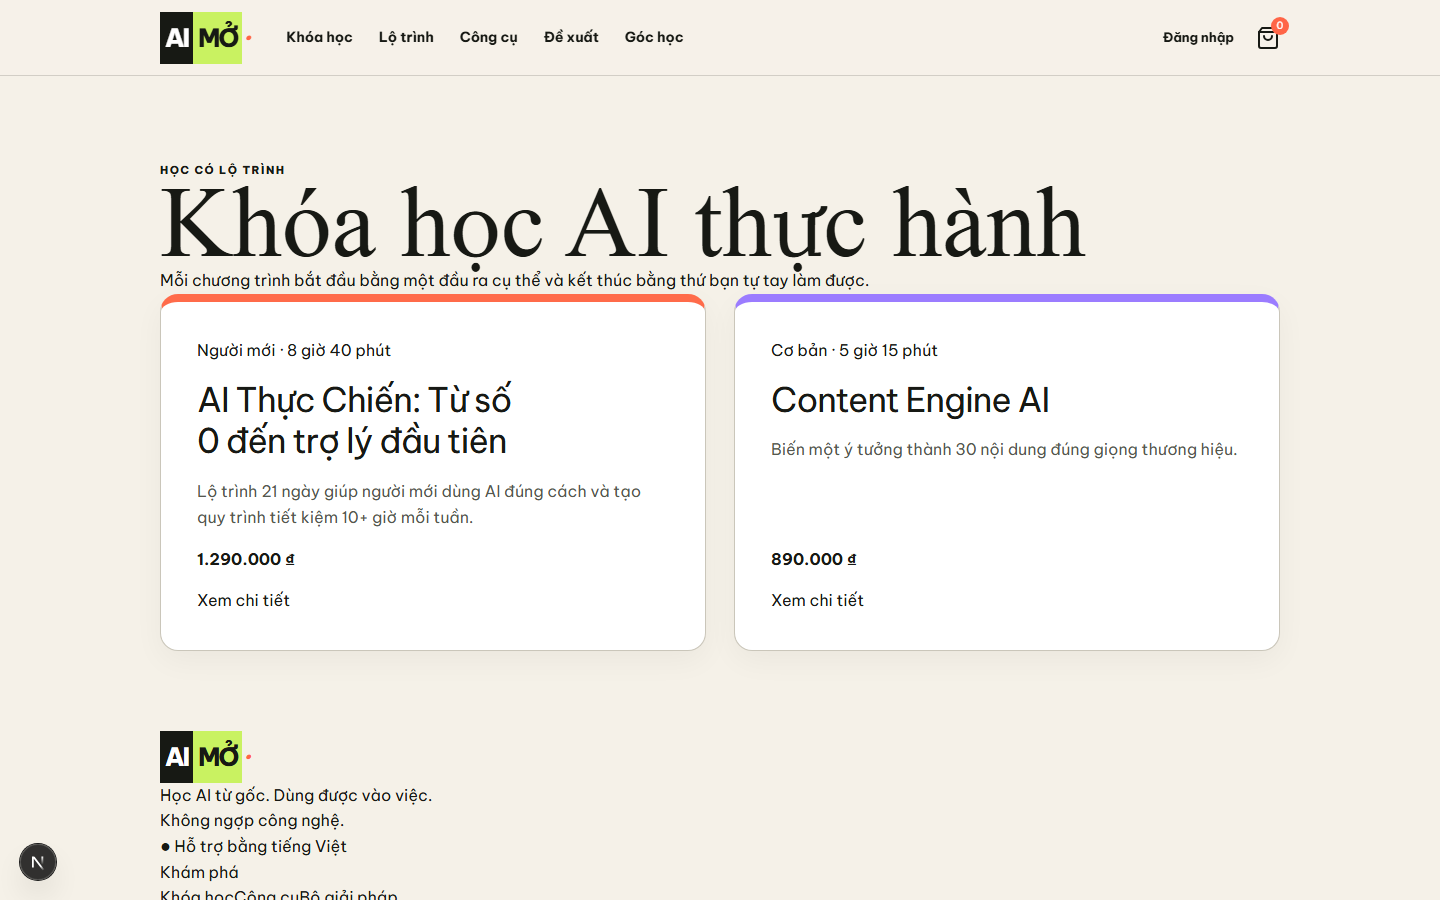 AI MỞ
Khóa học
Lộ trình
Công cụ
Đề xuất
Góc học
Đăng nhập
0
HỌC CÓ LỘ TRÌNH
Khóa học AI thực hành
Mỗi chương trình bắt đầu bằng một đầu ra cụ thể và kết thúc bằng thứ bạn tự tay làm được.
Người mới · 8 giờ 40 phút
AI Thực Chiến: Từ số
0 đến trợ lý đầu tiên
Lộ trình 21 ngày giúp người mới dùng AI đúng cách và tạo
quy trình tiết kiệm 10+ giờ mỗi tuần.
1.290.000 ₫
Xem chi tiết
Cơ bản · 5 giờ 15 phút
Content Engine AI
Biến một ý tưởng thành 30 nội dung đúng giọng thương hiệu.
890.000 ₫
Xem chi tiết
AI MỞ
Học AI từ gốc. Dùng được vào việc.
Không ngợp công nghệ.
● Hỗ trợ bằng tiếng Việt
Khám phá
Khóa họcCông cụBộ giải pháp
N